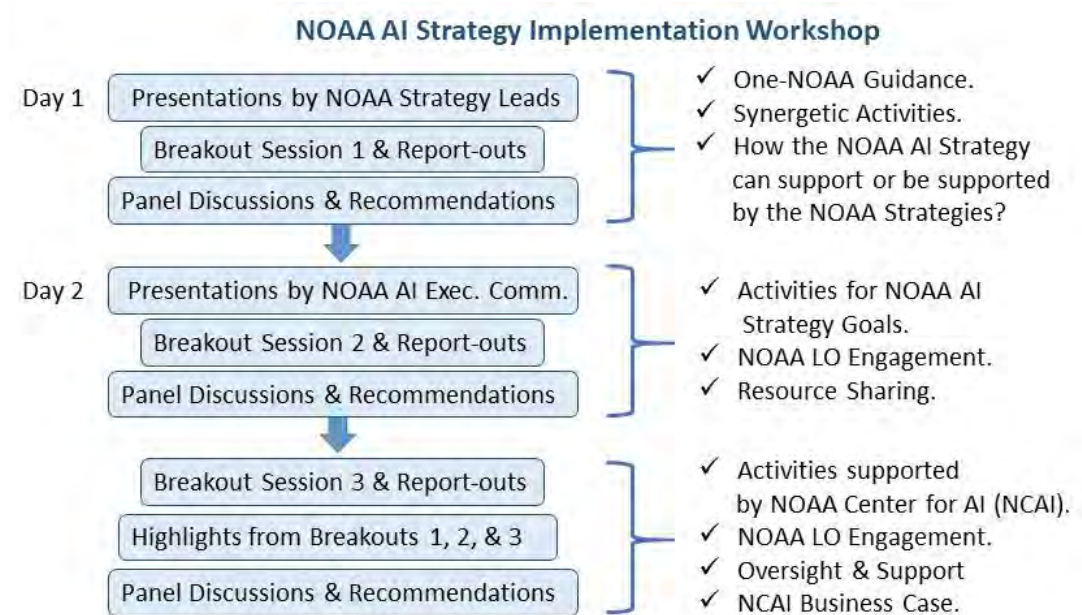 NOAA AI Strategy Implementation Workshop
Day 1
Presentations by NOAA Strategy Leads
Breakout Session 1 & Report-outs
Panel Discussions & Recommendations
✓ One-NOAA Guidance.
✓ Synergetic Activities.
✓ How the NOAA AI Strategy
can support or be supported
by the NOAA Strategies?
Day 2
Presentations by NOAA AI Exec. Comm.
Breakout Session 2 & Report-outs
Panel Discussions & Recommendations
✓ Activities for NOAA AI
Strategy Goals.
✓ NOAA LO Engagement.
✓ Resource Sharing.
Breakout Session 3 & Report-outs
Highlights from Breakouts 1, 2, & 3
Panel Discussions & Recommendations
✓ Activities supported
by NOAA Center for AI (NCAI).
✓ NOAA LO Engagement.
✓ Oversight & Support
✓ NCAI Business Case.